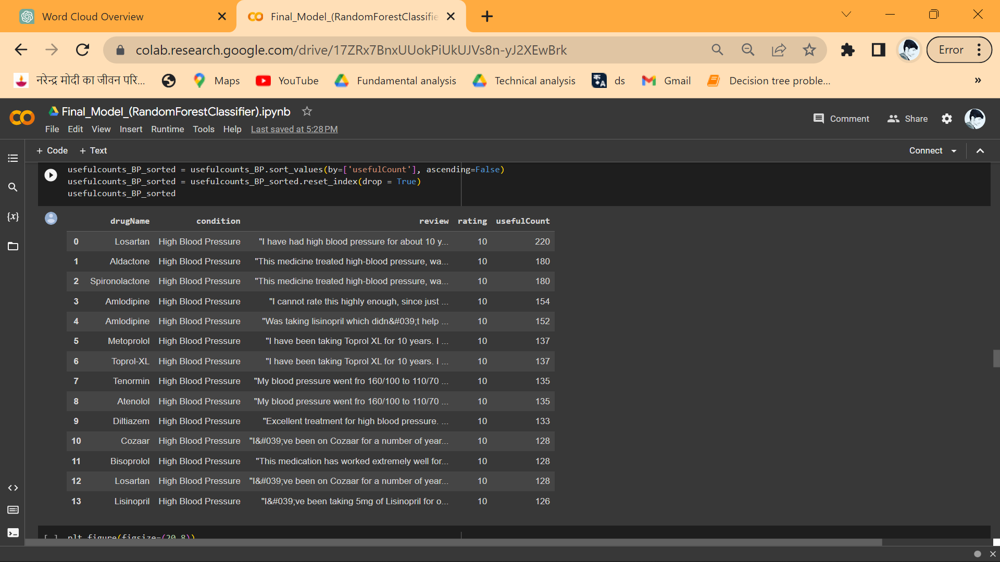 Word Cloud Overview
Final_Model_(RandomForestClassifie
colab.research.google.com/drive/17ZRx7BnxUUokPiUkUJVs8n-yJ2XEwBrk
Error
नरेन्द्र मोदी का जीवन परि...
Maps
YouTube
Fundamental analysis
Technical analysis
ds
Gmail
Decision tree proble...
»
Final_Model_(RandomForestClassifier).ipynb
Comment
Share
File Edit View Insert Runtime Tools Help Last saved at 5:28 PM
+ Code + Text
Connect
usefulcounts_BP_sorted = usefulcounts_BP.sort_values(by=['usefulCount'], ascending=False)
usefulcounts_BP_sorted = usefulcounts_BP_sorted.reset_index(drop = True)
usefulcounts_BP_sorted
{x}
drugName condition review rating usefulCount
0 Losartan High Blood Pressure "I have had high blood pressure for about 10 y... 10 220
1 Aldactone High Blood Pressure "This medicine treated high-blood pressure, wa... 10 180
2 Spironolactone High Blood Pressure "This medicine treated high-blood pressure, wa... 10 180
3 Amlodipine High Blood Pressure "I cannot rate this highly enough, since just ... 10 154
4 Amlodipine High Blood Pressure "Was taking lisinopril which didn&#039;t help ... 10 152
5 Metoprolol High Blood Pressure "I have been taking Toprol XL for 10 years. I ... 10 137
6 Toprol-XL High Blood Pressure "I have been taking Toprol XL for 10 years. I ... 10 137
7 Tenormin High Blood Pressure "My blood pressure went fro 160/100 to 110/70 ... 10 135
8 Atenolol High Blood Pressure "My blood pressure went fro 160/100 to 110/70 ... 10 135
9 Diltiazem High Blood Pressure "Excellent treatment for high blood pressure. ... 10 133
10 Cozaar High Blood Pressure "I&#039;ve been on Cozaar for a number of year... 10 128
11 Bisoprolol High Blood Pressure "This medication has worked extremely well for... 10 128
12 Losartan High Blood Pressure "I&#039;ve been on Cozaar for a number of year... 10 128
13 Lisinopril High Blood Pressure "I&#039;ve been taking 5mg of Lisinopril for o... 10 126
[ ] plt.figure(figsize=(20,8))